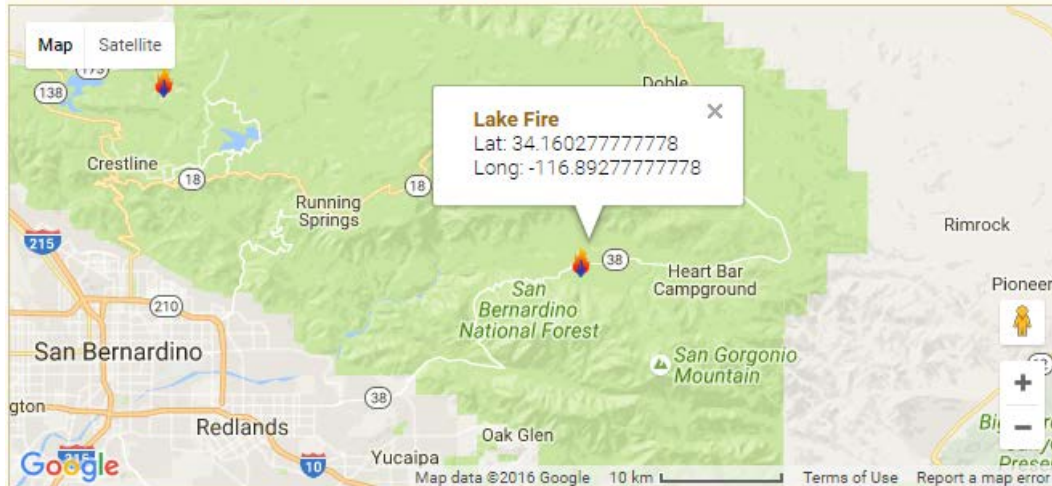 Map Satellite
173
138
Doble
Lake Fire
Lat: 34.160277777778
Long: -116.89277777778
×
Crestline
18
18
Running
Springs
215
Rimrock
38
Heart Bar
Campground
San
Bernardino
National Forest
Pioneer
210
San Bernardino
San Gorgonio
Mountain
38
+
−
Redlands
Oak Glen
Yucaipa
10
Google
Map data ©2016 Google 10 km Terms of Use Report a map error